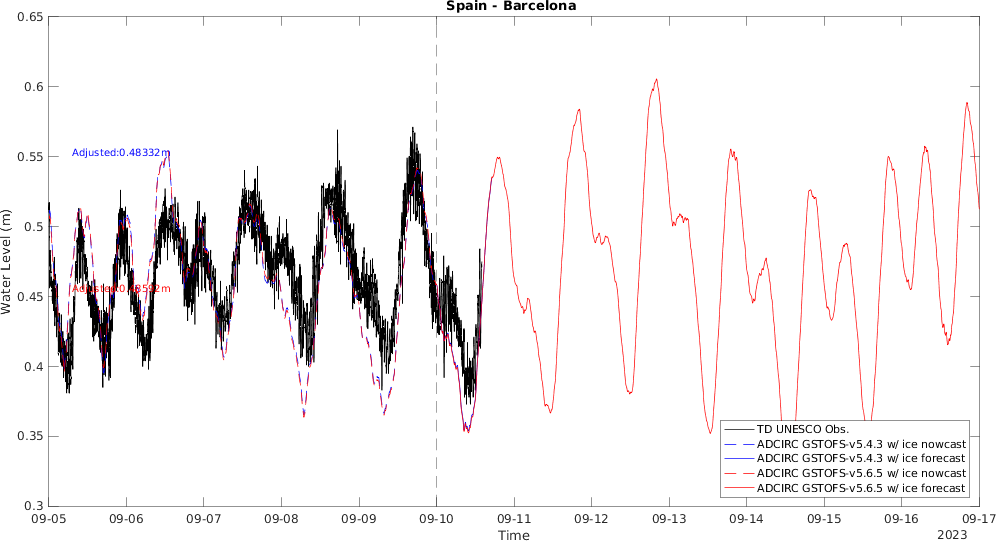 Spain - Barcelona
0.65
0.6
0.55
0.5
0.45
0.4
0.35
0.3
Water Level (m)
Adjusted:0.48332m
TD UNESCO Obs.
ADCIRC GSTOFS-v5.4.3 w/ ice nowcast
ADCIRC GSTOFS-v5.4.3 w/ ice forecast
ADCIRC GSTOFS-v5.6.5 w/ ice nowcast
ADCIRC GSTOFS-v5.6.5 w/ ice forecast
09-05 09-06 09-07 09-08 09-09 09-10 09-11 09-12 09-13 09-14 09-15 09-16 09-17
Time
2023